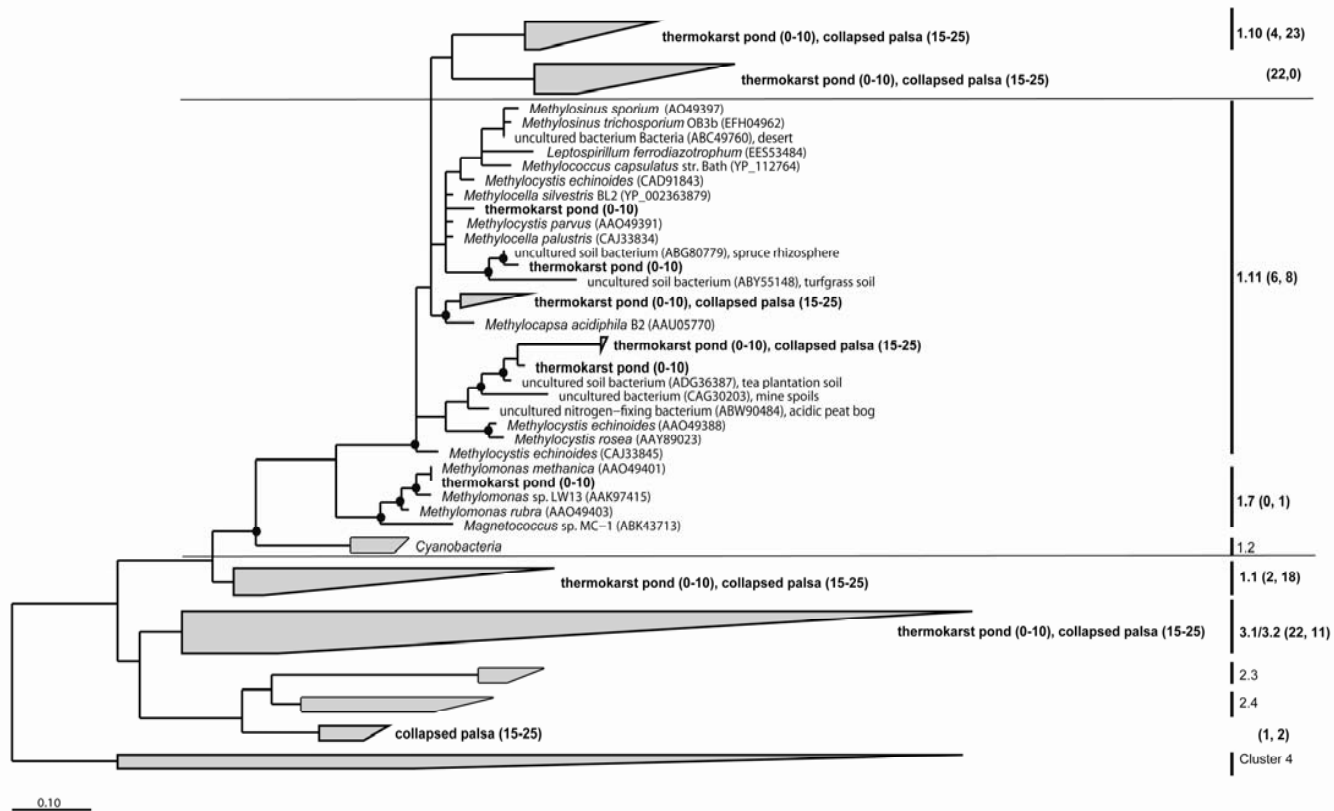 thermokarst pond (0-10), collapsed palsa (15-25)
1.10 (4, 23)
thermokarst pond (0-10), collapsed palsa (15-25)
(22,0)
Methylosinus sporium (AO49397)
Methylosinus trichosporium OB3b (EFH04962)
uncultured bacterium Bacteria (ABC49760), desert
Leptospirillum ferrodiazotrophum (EES53484)
Methylococcus capsulatus str. Bath (YP_112764)
Methylocystis echinoides (CAD91843)
Methylocella silvestris BL2 (YP_002363879)
thermokarst pond (0-10)
Methylocystis parvus (AAO49391)
Methylocella palustris (CAJ33834)
uncultured soil bacterium (ABG80779), spruce rhizosphere
thermokarst pond (0-10)
uncultured soil bacterium (ABY55148), turfgrass soil
1.11 (6, 8)
thermokarst pond (0-10), collapsed palsa (15-25)
Methylocapsa acidiphila B2 (AAU05770)
thermokarst pond (0-10), collapsed palsa (15-25)
thermokarst pond (0-10)
uncultured soil bacterium (ADG36387), tea plantation soil
uncultured bacterium (CAG30203), mine spoils
uncultured nitrogen−fixing bacterium (ABW90484), acidic peat bog
Methylocystis echinoides (AAO49388)
Methylocystis rosea (AAY89023)
Methylocystis echinoides (CAJ33845)
Methylomonas methanica (AAO49401)
thermokarst pond (0-10)
Methylomonas sp. LW13 (AAK97415)
1.7 (0, 1)
Methylomonas rubra (AAO49403)
Magnetococcus sp. MC−1 (ABK43713)
Cyanobacteria
1.2
thermokarst pond (0-10), collapsed palsa (15-25)
1.1 (2, 18)
thermokarst pond (0-10), collapsed palsa (15-25)
3.1/3.2 (22, 11)
2.3
2.4
collapsed palsa (15-25)
(1, 2)
Cluster 4
0.10